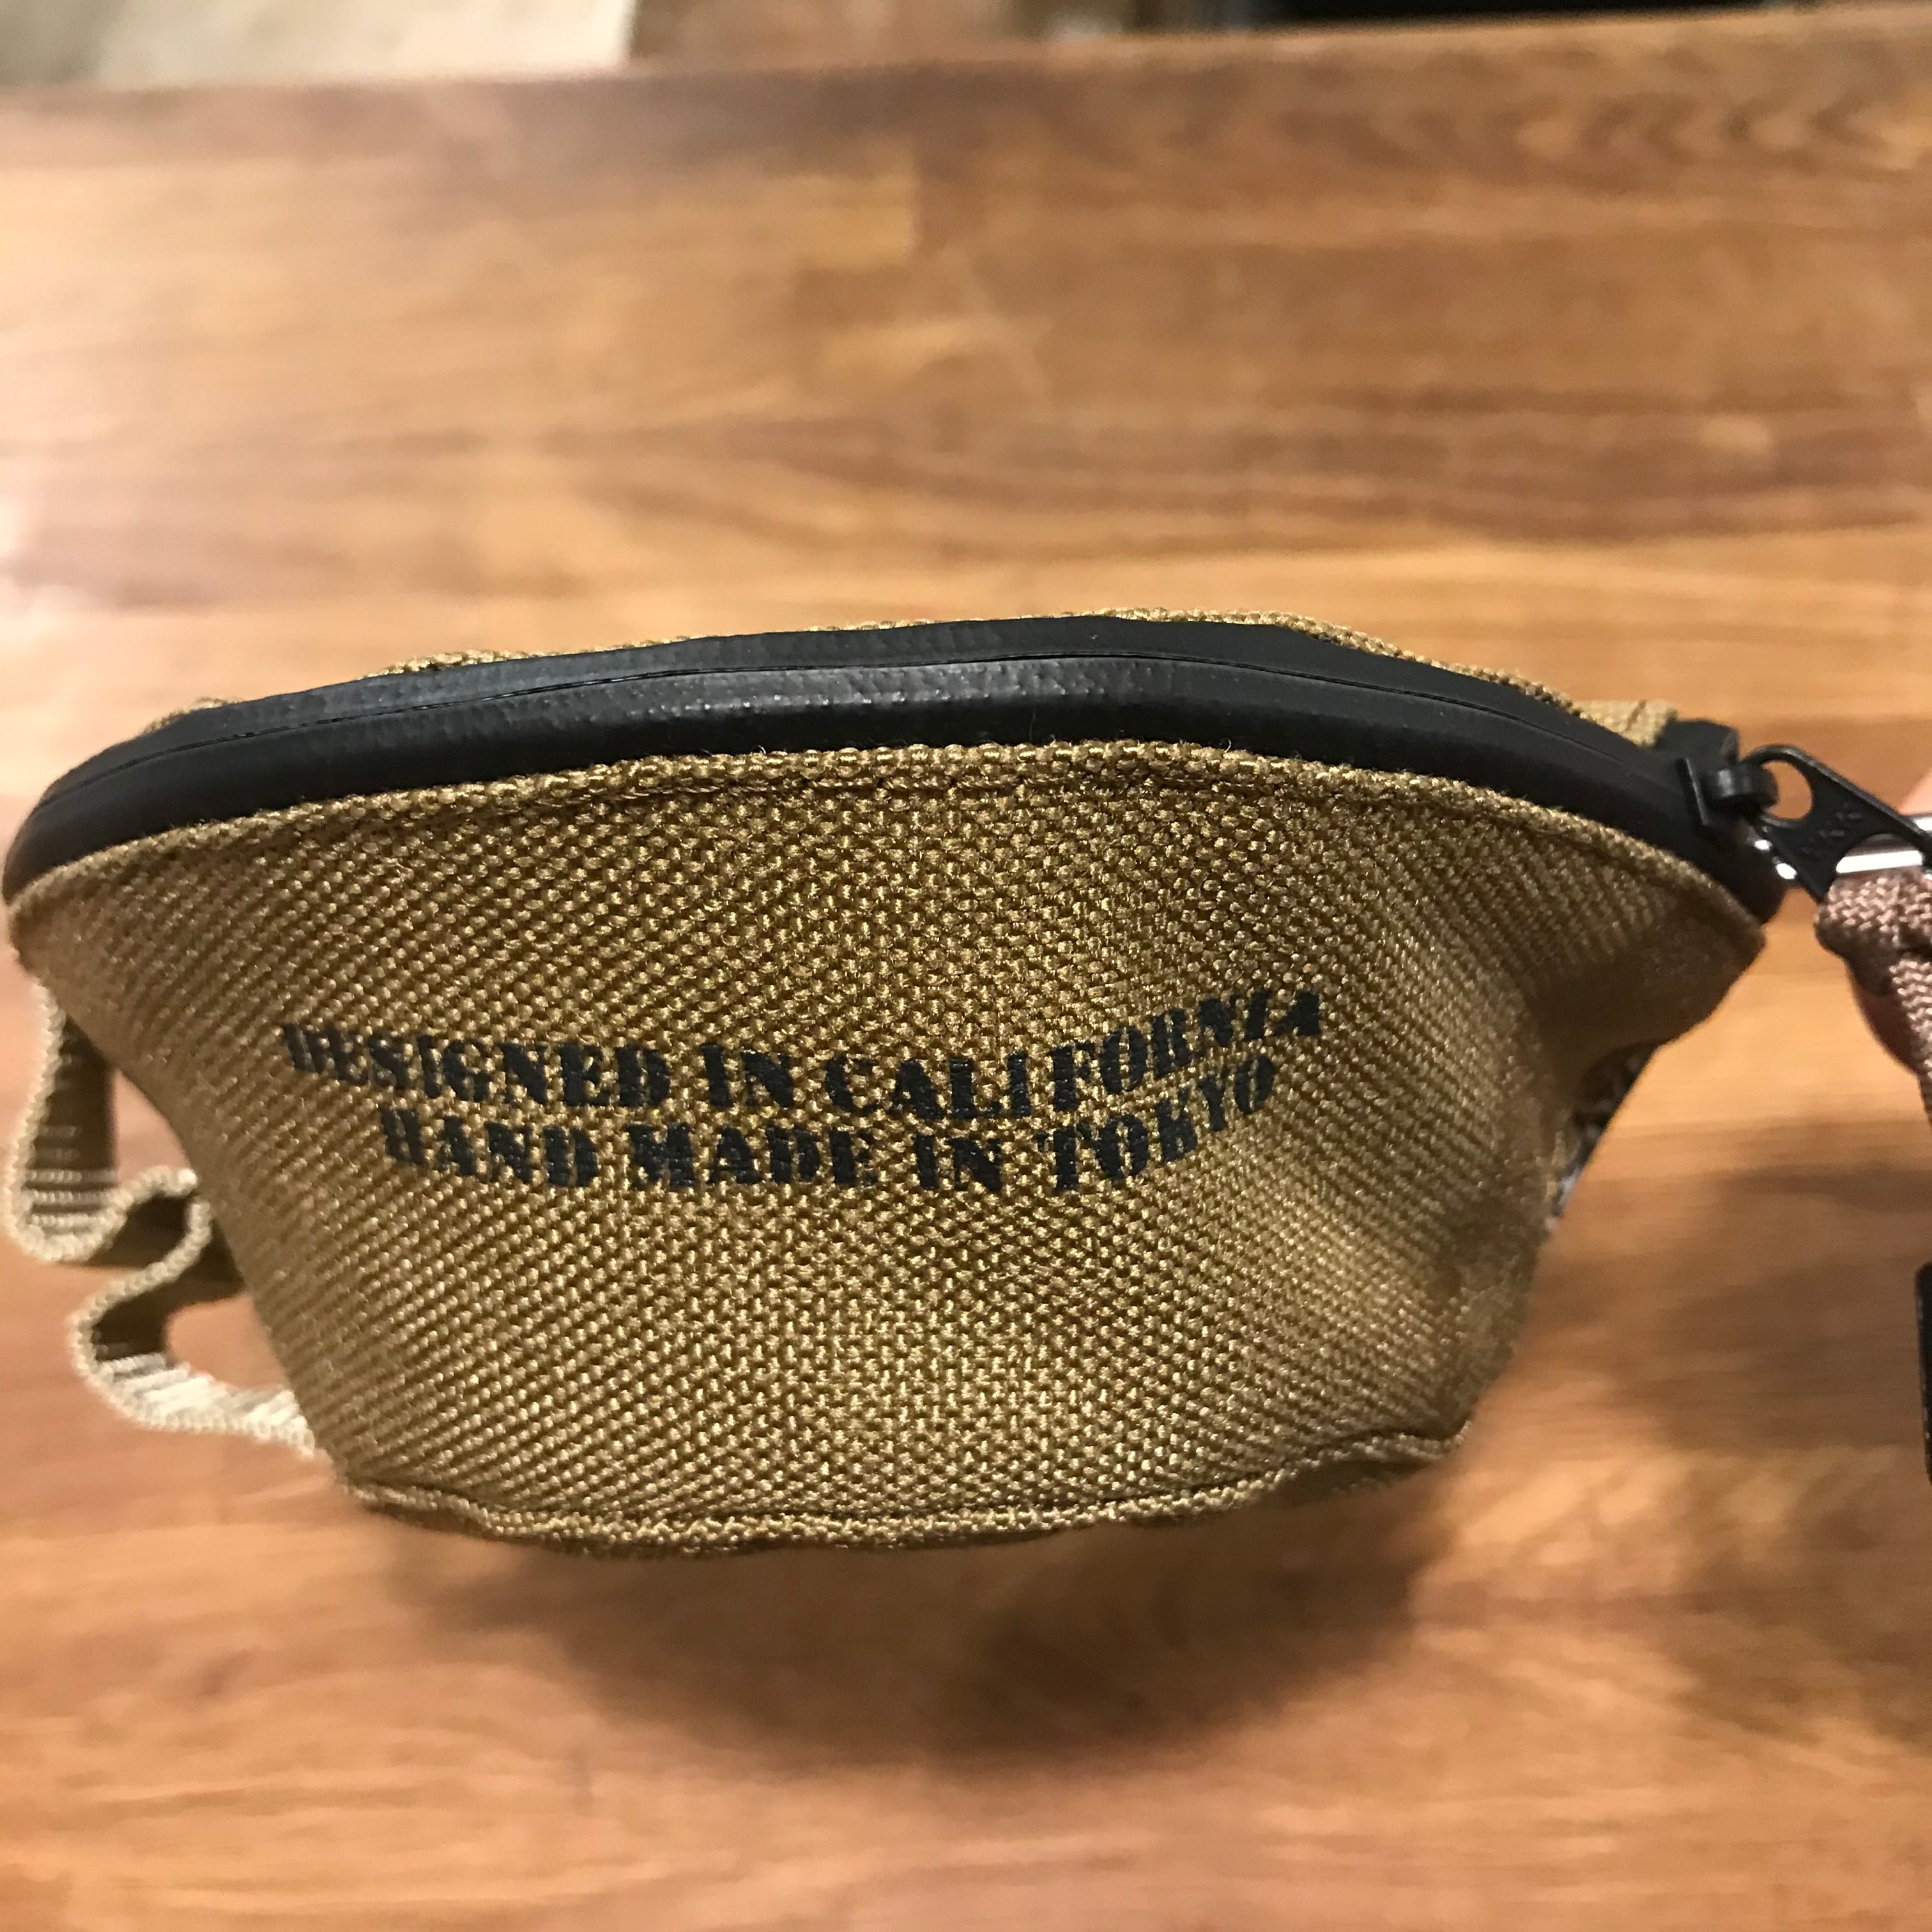 DESIGNED IN CALIFORNIA
HAND MADE IN TOKYO